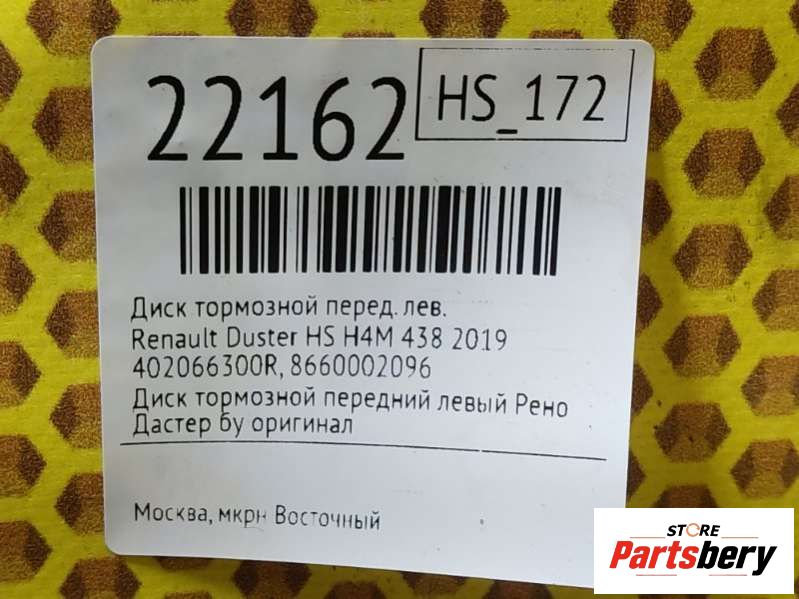 22162
HS_172
Диск тормозной перед. лев.
Renault Duster HS H4M 438 2019
402066300R, 8660002096
Диск тормозной передний левый Рено
Дастер бу оригинал
Москва, мкрн Восточный
STORE
Partsbery